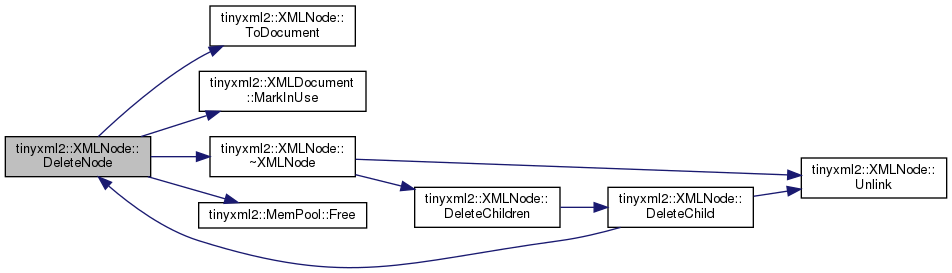 tinyxml2::XMLNode::
ToDocument
tinyxml2::XMLDocument
::MarkInUse
tinyxml2::XMLNode::
DeleteNode
tinyxml2::XMLNode::
~XMLNode
tinyxml2::MemPool::Free
tinyxml2::XMLNode::
DeleteChildren
tinyxml2::XMLNode::
DeleteChild
tinyxml2::XMLNode::
Unlink